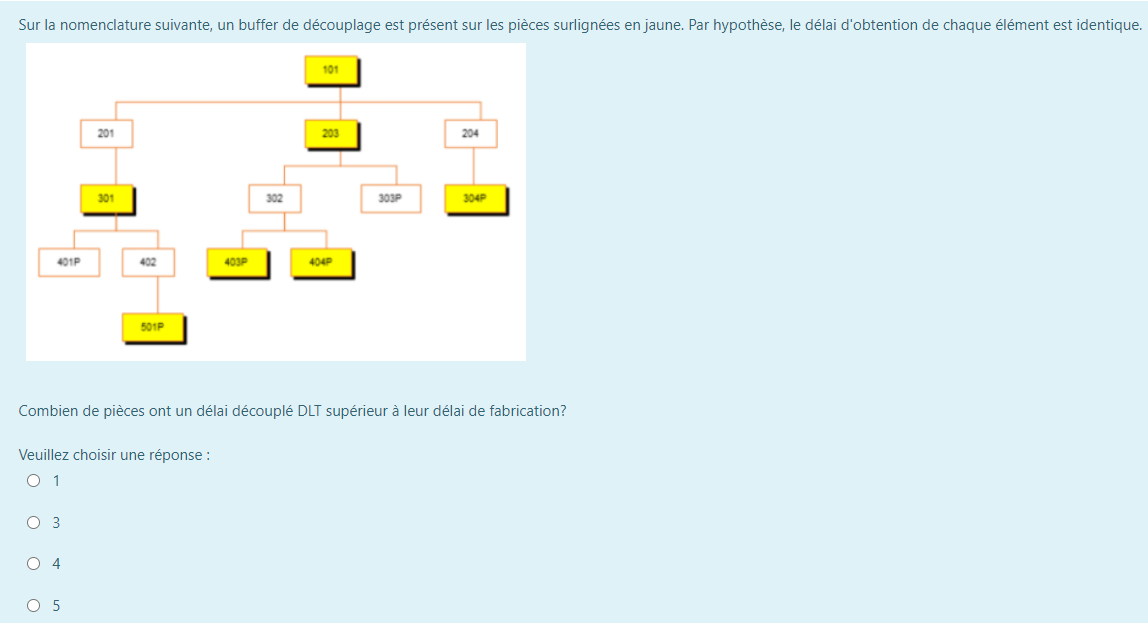 Sur la nomenclature suivante, un buffer de découplage est présent sur les pièces surlignées en jaune. Par hypothèse, le délai d'obtention de chaque élément est identique.
101
201 203 204
301 302 303P 304P
401P 402 403P 404P
501P
Combien de pièces ont un délai découplé DLT supérieur à leur délai de fabrication?
Veuillez choisir une réponse :
1
3
4
5